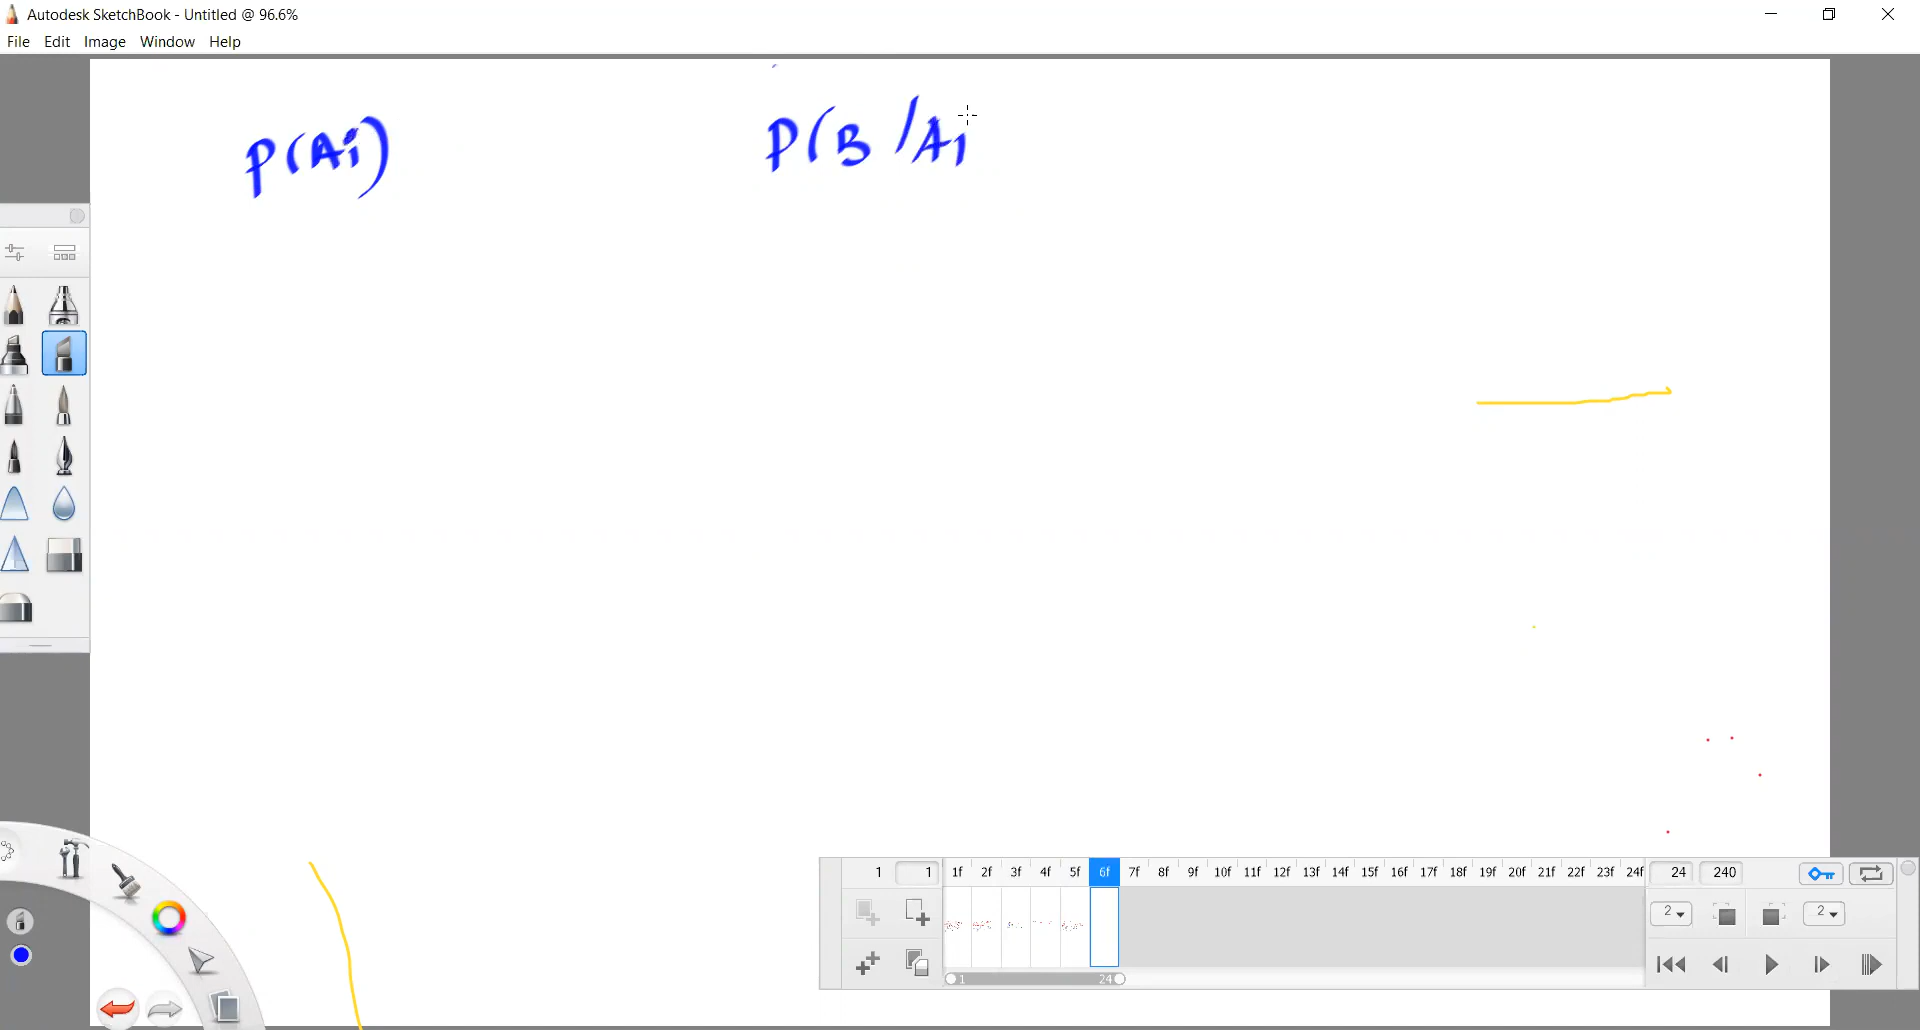 Autodesk SketchBook - Untitled @ 96.6%
File Edit Image Window Help
P(Ai) P(B/Ai
1 1 1f 2f 3f 4f 5f 6f 7f 8f 9f 10f 11f 12f 13f 14f 15f 16f 17f 18f 19f 20f 21f 22f 23f 24f 24 240
2 2
1 24